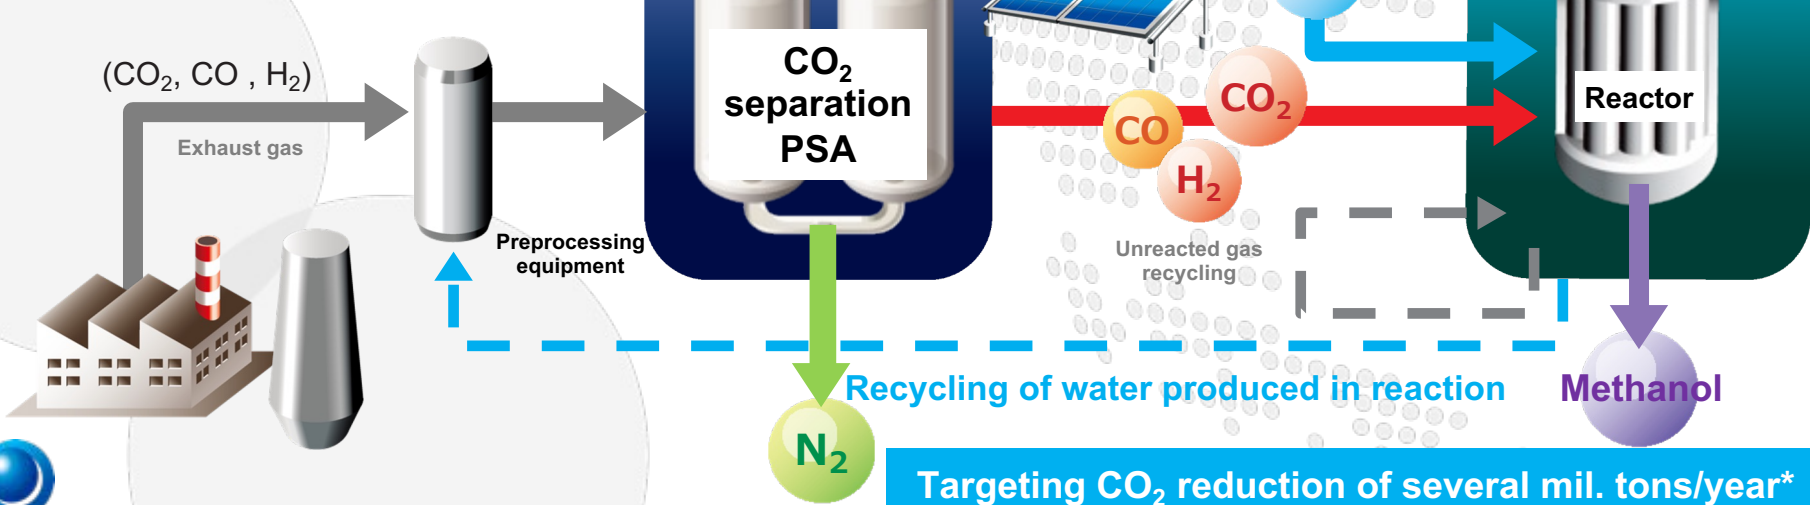 (CO₂, CO , H₂)
Exhaust gas
Preprocessing
equipment
CO₂
separation
PSA
CO
CO₂
H₂
Reactor
Unreacted gas
recycling
Recycling of water produced in reaction
Methanol
N₂
Targeting CO₂ reduction of several mil. tons/year*